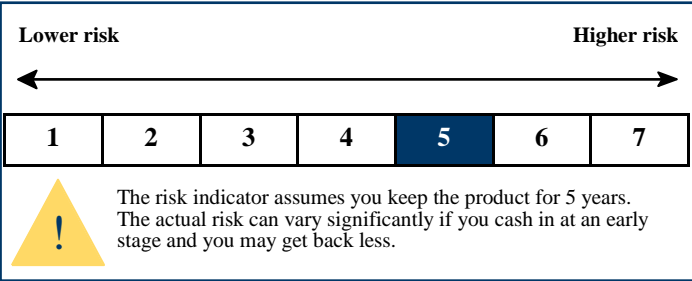 Lower risk Higher risk
1 2 3 4 5 6 7
! The risk indicator assumes you keep the product for 5 years.
The actual risk can vary significantly if you cash in at an early
stage and you may get back less.